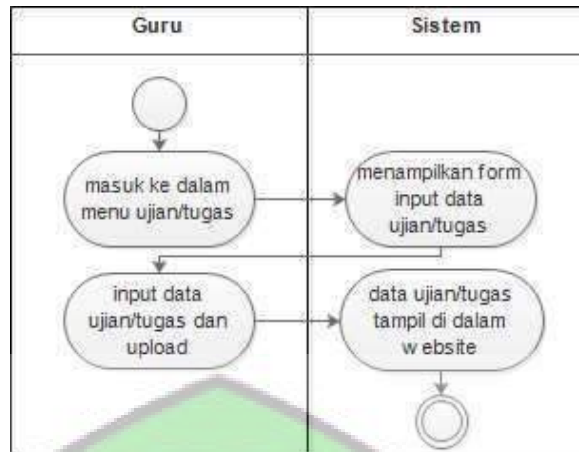 Guru
Sistem
masuk ke dalam
menu ujian/tugas
menampilkan form
input data
ujian/tugas
input data
ujian/tugas dan
upload
data ujian/tugas
tampil di dalam
website